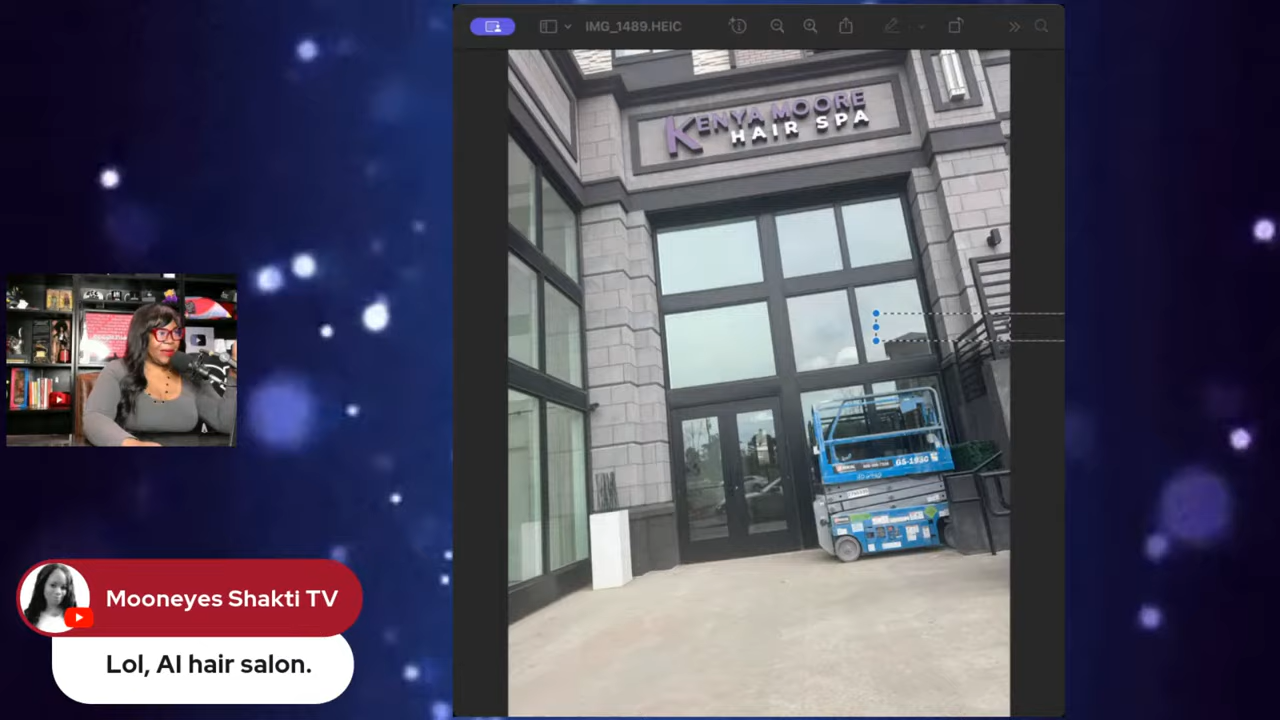 IMG_1489.HEIC
KENYA MOORE
HAIR SPA
GS-1930
Mooneyes Shakti TV
Lol, AI hair salon.